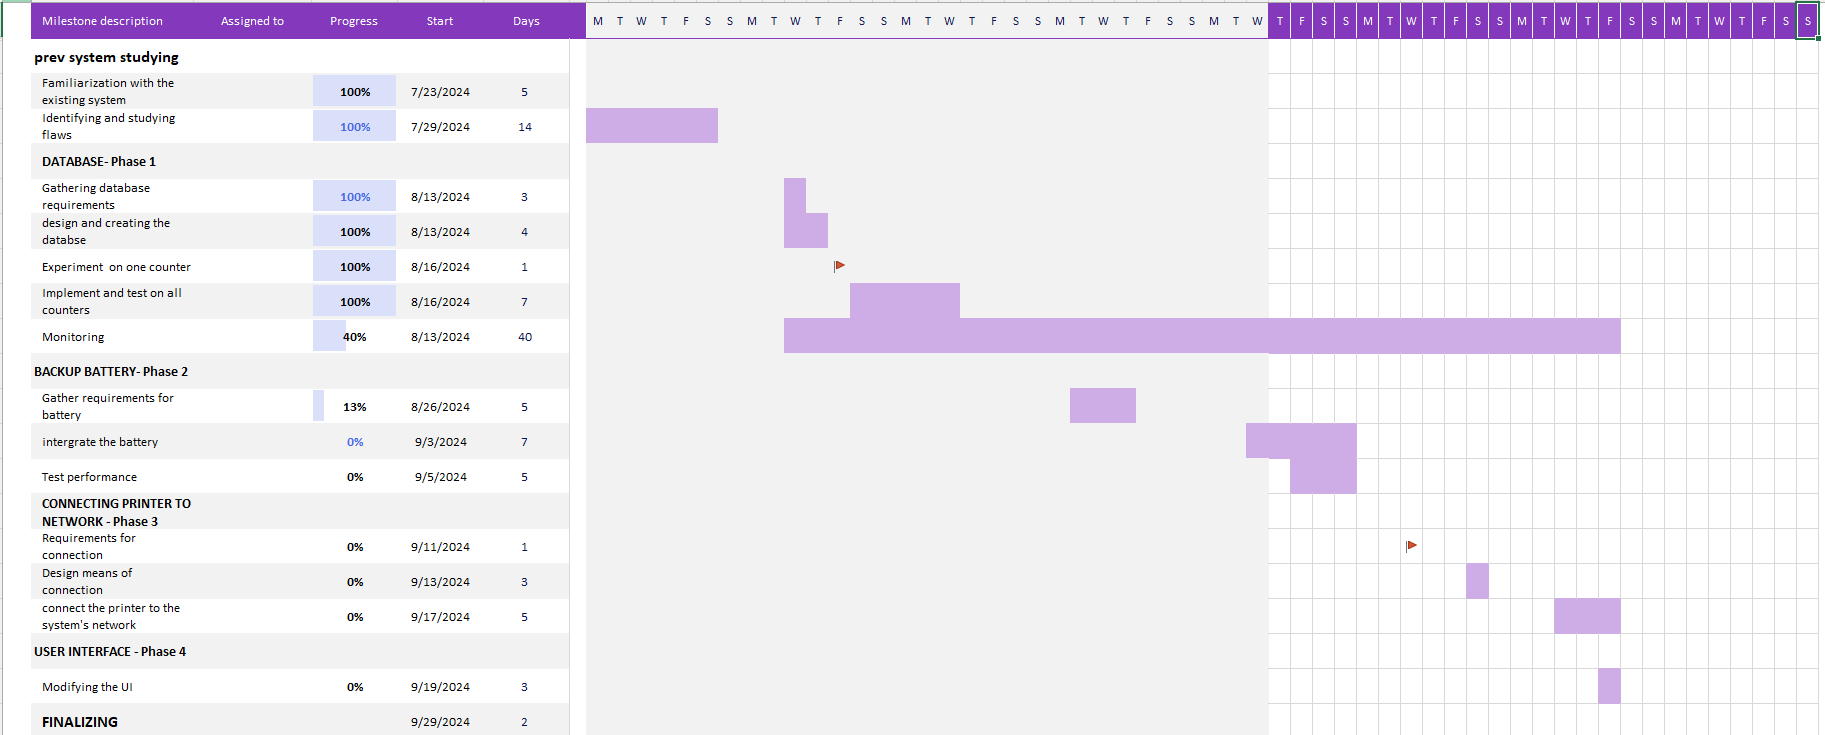 Milestone description Assigned to Progress Start Days M T W T F S S M T W T F S S M T W T F S S M T W T F S S M T W T F S S M T W T F S S M T W T F S S M T W T F S S
prev system studying
Familiarization with the
existing system
100% 7/23/2024 5
Identifying and studying
flaws
100% 7/29/2024 14
DATABASE- Phase 1
Gathering database
requirements
100% 8/13/2024 3
design and creating the
databse
100% 8/13/2024 4
Experiment on one counter 100% 8/16/2024 1
Implement and test on all
counters
100% 8/16/2024 7
Monitoring 40% 8/13/2024 40
BACKUP BATTERY- Phase 2
Gather requirements for
battery
13% 8/26/2024 5
intergrate the battery 0% 9/3/2024 7
Test performance 0% 9/5/2024 5
CONNECTING PRINTER TO
NETWORK - Phase 3
Requirements for
connection
0% 9/11/2024 1
Design means of
connection
0% 9/13/2024 3
connect the printer to the
system's network
0% 9/17/2024 5
USER INTERFACE - Phase 4
Modifying the UI 0% 9/19/2024 3
FINALIZING 9/29/2024 2